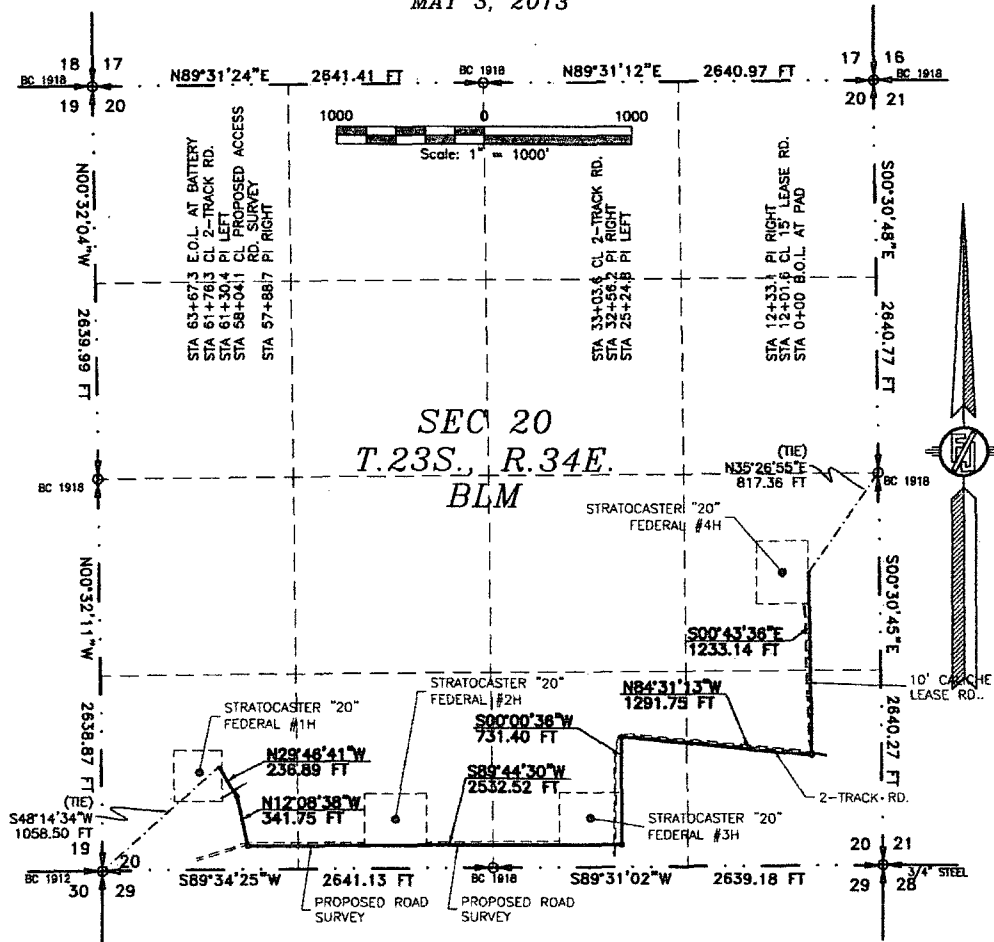 MAY 3, 2013
18 17
17 16
BC 1918
N89°31'24"E 2641.41 FT
BC 1918
N89°31'12"E 2640.97 FT
BC 1918
19 20
20 21
1000 0 1000
Scale: 1" = 1000'
N00°32'04"W 2639.99 FT
STA 63+67.3 E.O.L. AT BATTERY
STA 61+76.3 CL 2-TRACK RD.
STA 61+30.4 PI LEFT
STA 58+04.1 CL PROPOSED ACCESS
RD. SURVEY
STA 57+88.7 PI RIGHT
STA 33+03.6 CL 2-TRACK RD.
STA 32+56.2 PI RIGHT
STA 25+24.8 PI LEFT
STA 12+33.1 PI RIGHT
STA 12+01.6 CL 15' LEASE RD.
STA 0+00 B.O.L. AT PAD
S00°30'48"E 2640.77 FT
SEC 20
T.23S., R.34E.
BLM
(TIE)
N35°26'55"E
817.36 FT
BC 1918
BC 1918
STRATOCASTER "20"
FEDERAL #4H
N00°32'11"W 2638.87 FT
S00°30'45"E 2640.27 FT
S00°43'36"E
1233.14 FT
10' CALICHE
LEASE RD..
N84°31'13"W
1291.75 FT
STRATOCASTER "20"
FEDERAL #2H
STRATOCASTER "20"
FEDERAL #1H
S00°00'36"W
731.40 FT
N29°46'41"W
236.89 FT
S89°44'30"W
2532.52 FT
N12°08'38"W
341.75 FT
2-TRACK RD.
(TIE)
S48°14'34"W
1058.50 FT
STRATOCASTER "20"
FEDERAL #3H
19 20
20 21
BC 1912
30 29
S89°34'25"W 2641.13 FT
BC 1918
S89°31'02"W 2639.18 FT
29 28
3/4" STEEL
PROPOSED ROAD
SURVEY
PROPOSED ROAD
SURVEY